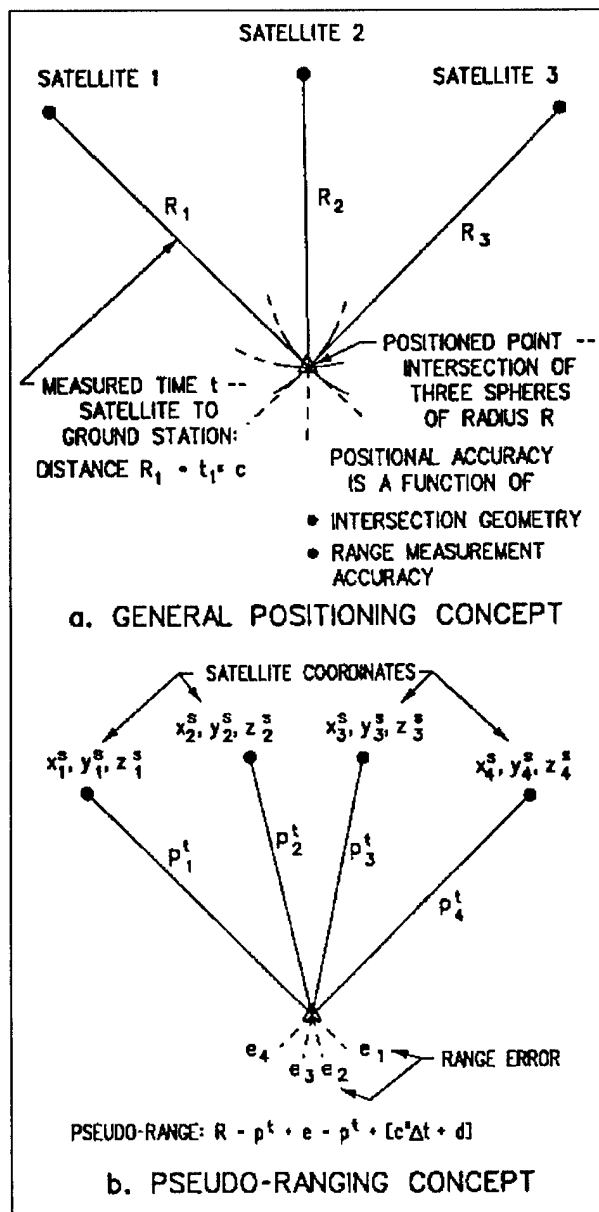 SATELLITE 2
SATELLITE 1
SATELLITE 3
R₁
R₂
R₃
MEASURED TIME t --
SATELLITE TO
GROUND STATION:
DISTANCE R₁ = t₁* c
POSITIONED POINT --
INTERSECTION OF
THREE SPHERES
OF RADIUS R
POSITIONAL ACCURACY
IS A FUNCTION OF
• INTERSECTION GEOMETRY
• RANGE MEASUREMENT
ACCURACY
a. GENERAL POSITIONING CONCEPT
SATELLITE COORDINATES
x₂ˢ, y₂ˢ, z₂ˢ
x₃ˢ, y₃ˢ, z₃ˢ
x₁ˢ, y₁ˢ, z₁ˢ
x₄ˢ, y₄ˢ, z₄ˢ
p₁ᵗ
p₂ᵗ
p₃ᵗ
p₄ᵗ
e₄
e₃
e₂
e₁
RANGE ERROR
PSEUDO-RANGE: R = pᵗ + e = pᵗ + [c*Δt + d]
b. PSEUDO-RANGING CONCEPT